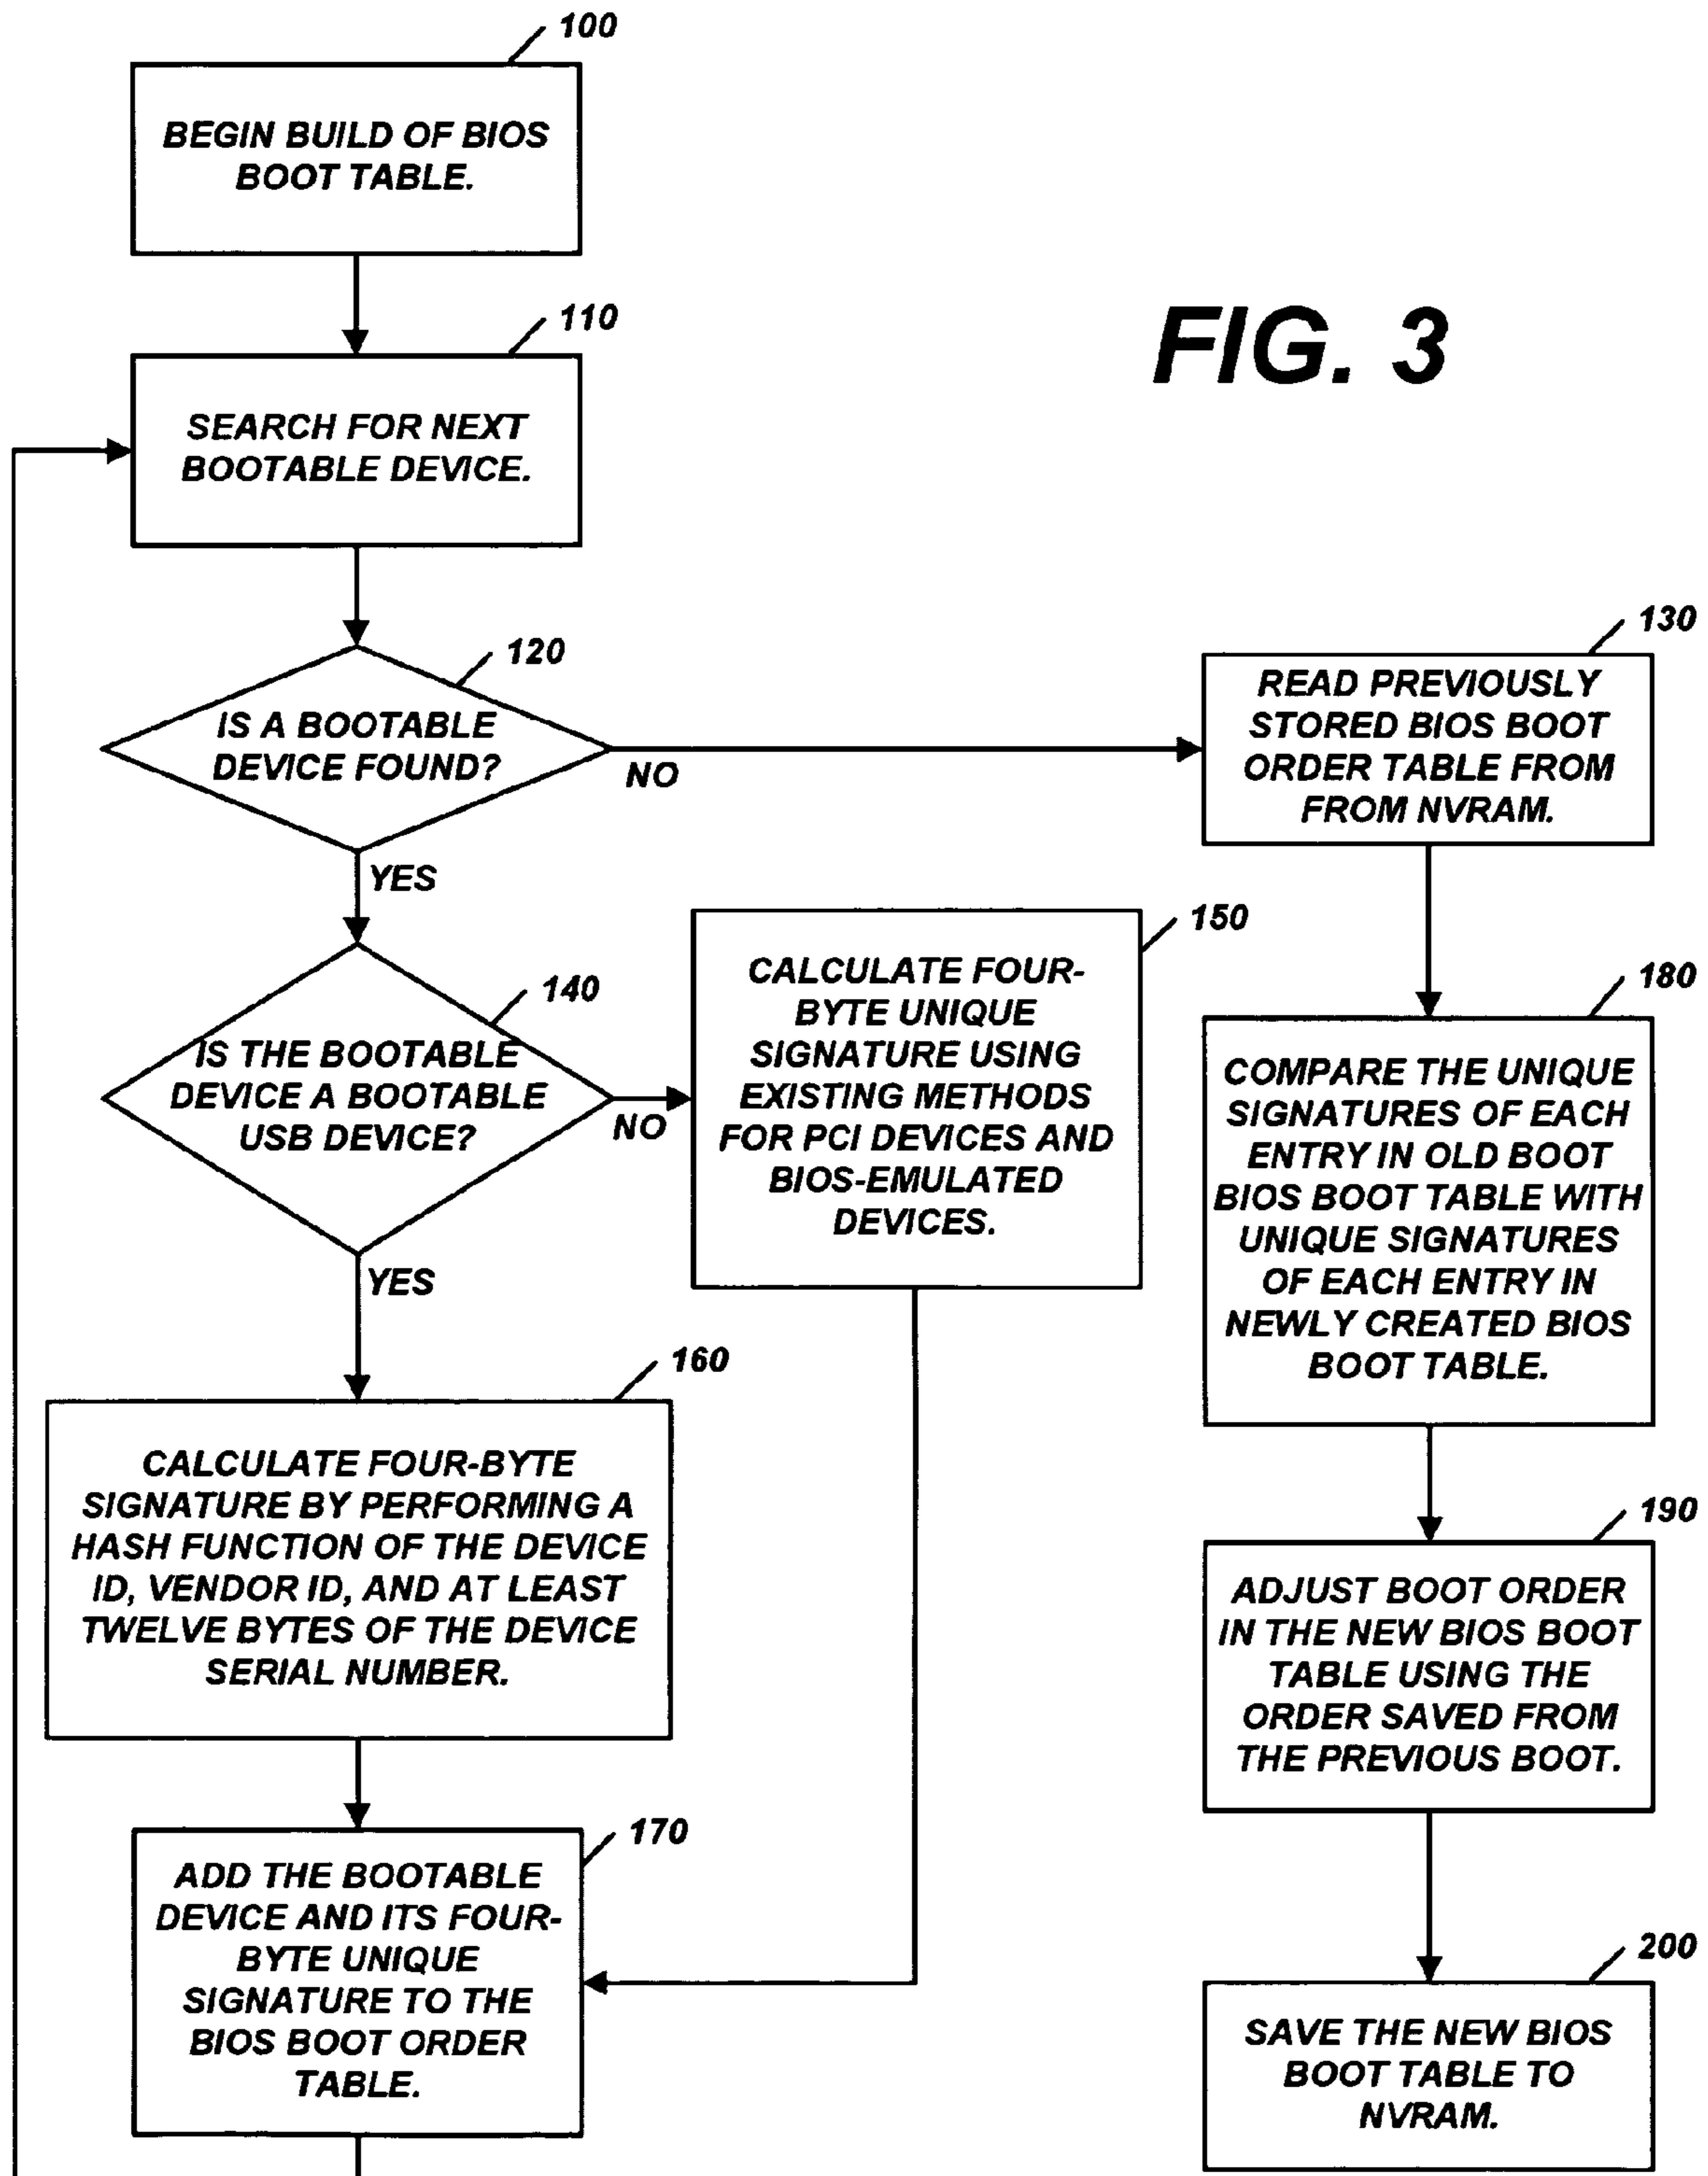 100
BEGIN BUILD OF BIOS
BOOT TABLE.
110
SEARCH FOR NEXT
BOOTABLE DEVICE.
FIG. 3
120
IS A BOOTABLE
DEVICE FOUND?
NO
YES
130
READ PREVIOUSLY
STORED BIOS BOOT
ORDER TABLE FROM
FROM NVRAM.
140
IS THE BOOTABLE
DEVICE A BOOTABLE
USB DEVICE?
NO
YES
150
CALCULATE FOUR-
BYTE UNIQUE
SIGNATURE USING
EXISTING METHODS
FOR PCI DEVICES AND
BIOS-EMULATED
DEVICES.
160
CALCULATE FOUR-BYTE
SIGNATURE BY PERFORMING A
HASH FUNCTION OF THE DEVICE
ID, VENDOR ID, AND AT LEAST
TWELVE BYTES OF THE DEVICE
SERIAL NUMBER.
170
ADD THE BOOTABLE
DEVICE AND ITS FOUR-
BYTE UNIQUE
SIGNATURE TO THE
BIOS BOOT ORDER
TABLE.
180
COMPARE THE UNIQUE
SIGNATURES OF EACH
ENTRY IN OLD BOOT
BIOS BOOT TABLE WITH
UNIQUE SIGNATURES
OF EACH ENTRY IN
NEWLY CREATED BIOS
BOOT TABLE.
190
ADJUST BOOT ORDER
IN THE NEW BIOS BOOT
TABLE USING THE
ORDER SAVED FROM
THE PREVIOUS BOOT.
200
SAVE THE NEW BIOS
BOOT TABLE TO
NVRAM.